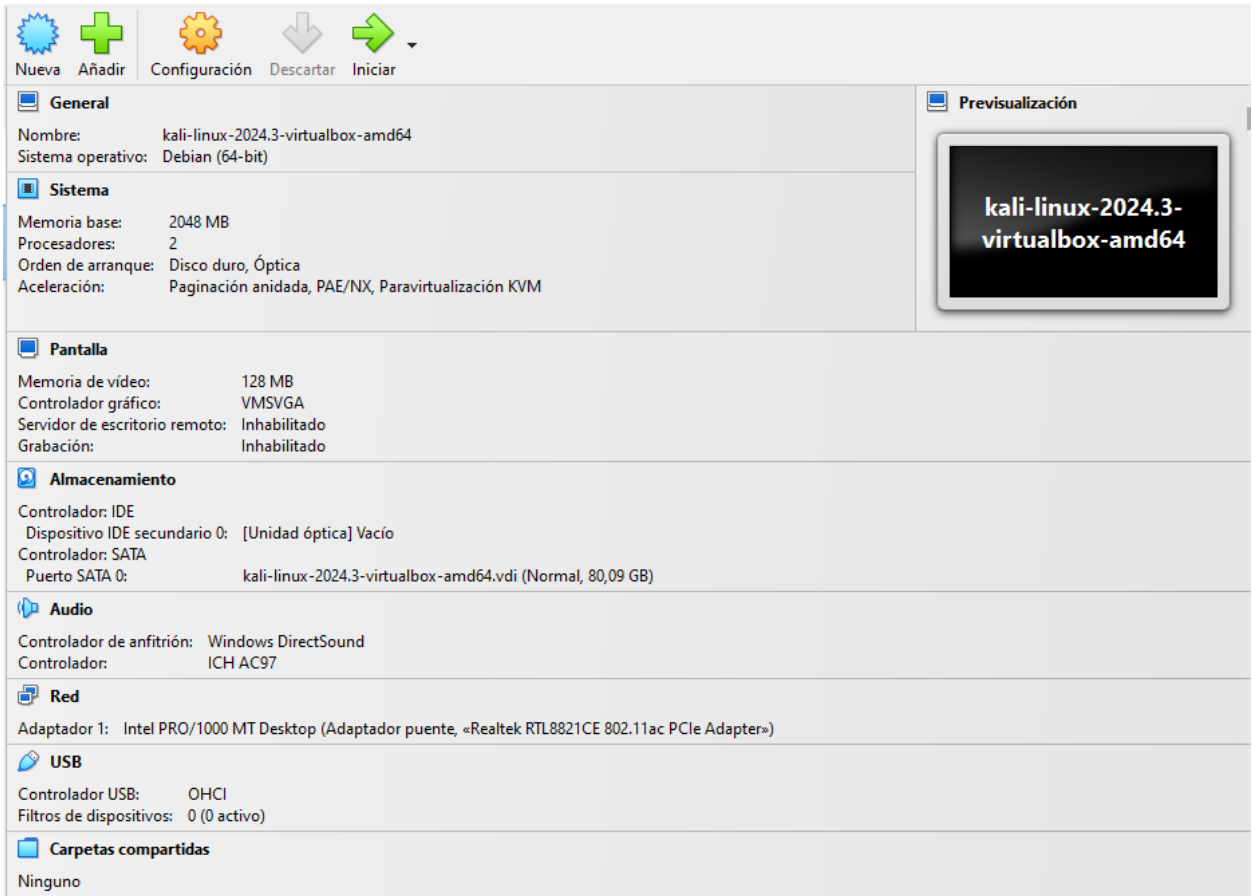 Nueva Añadir Configuración Descartar Iniciar
General
Nombre: kali-linux-2024.3-virtualbox-amd64
Sistema operativo: Debian (64-bit)
Previsualización
kali-linux-2024.3-
virtualbox-amd64
Sistema
Memoria base: 2048 MB
Procesadores: 2
Orden de arranque: Disco duro, Óptica
Aceleración: Paginación anidada, PAE/NX, Paravirtualización KVM
Pantalla
Memoria de vídeo: 128 MB
Controlador gráfico: VMSVGA
Servidor de escritorio remoto: Inhabilitado
Grabación: Inhabilitado
Almacenamiento
Controlador: IDE
Dispositivo IDE secundario 0: [Unidad óptica] Vacío
Controlador: SATA
Puerto SATA 0: kali-linux-2024.3-virtualbox-amd64.vdi (Normal, 80,09 GB)
Audio
Controlador de anfitrión: Windows DirectSound
Controlador: ICH AC97
Red
Adaptador 1: Intel PRO/1000 MT Desktop (Adaptador puente, «Realtek RTL8821CE 802.11ac PCIe Adapter»)
USB
Controlador USB: OHCI
Filtros de dispositivos: 0 (0 activo)
Carpetas compartidas
Ninguno